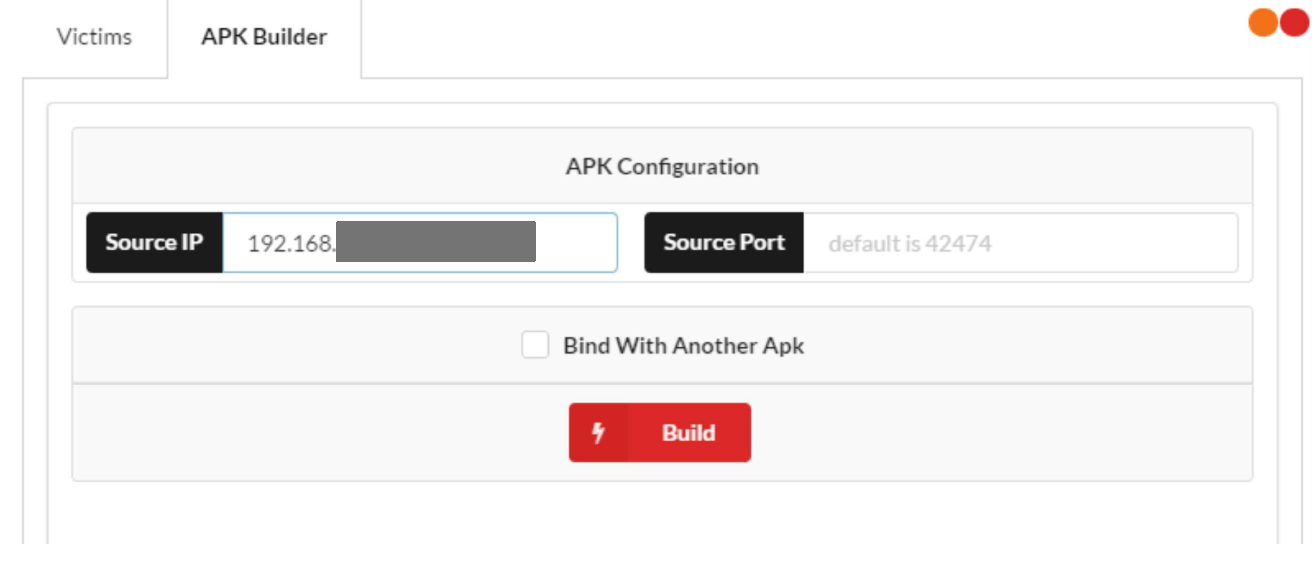 Victims APK Builder
APK Configuration
Source IP 192.168. Source Port default is 42474
Bind With Another Apk
Build